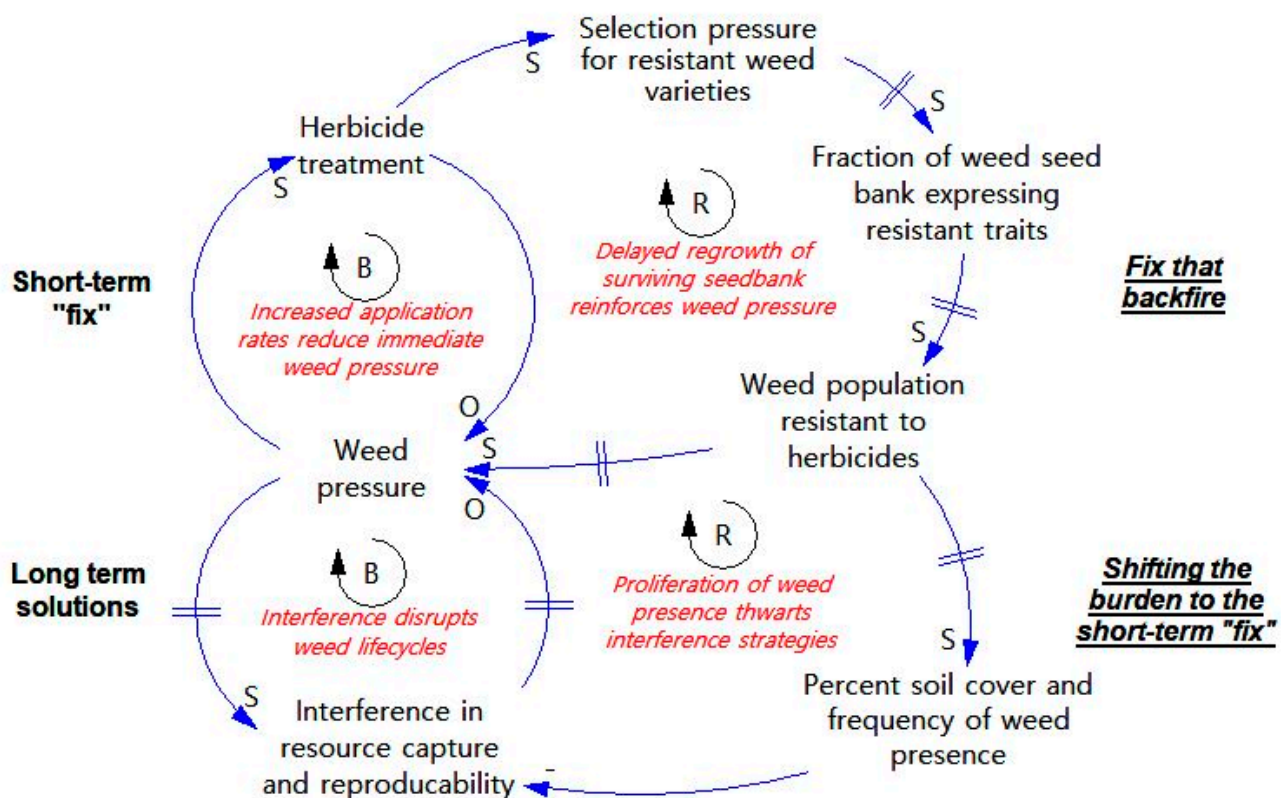 Selection pressure
for resistant weed
varieties
S
S
Herbicide
treatment
S
Fraction of weed seed
bank expressing
resistant traits
R
Delayed regrowth of
surviving seedbank
reinforces weed pressure
B
Increased application
rates reduce immediate
weed pressure
Short-term
"fix"
Fix that
backfire
S
Weed population
resistant to
herbicides
O
S
O
Weed
pressure
R
Proliferation of weed
presence thwarts
interference strategies
B
Interference disrupts
weed lifecycles
Long term
solutions
Shifting the
burden to the
short-term "fix"
S
S
Percent soil cover and
frequency of weed
presence
Interference in
resource capture
and reproducability
-